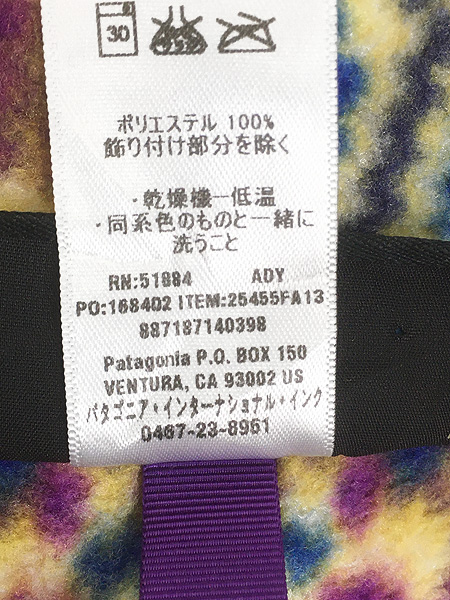 30
ポリエステル 100%
飾り付け部分を除く
・乾燥機一低温
・同系色のものと一緒に
洗うこと
RN:51884 ADY
PO:168402 ITEM:25455FA13
887187140398
Patagonia P.O. BOX 150
VENTURA, CA 93002 US
パタゴニア・インターナショナル・インク
0467-23-8961